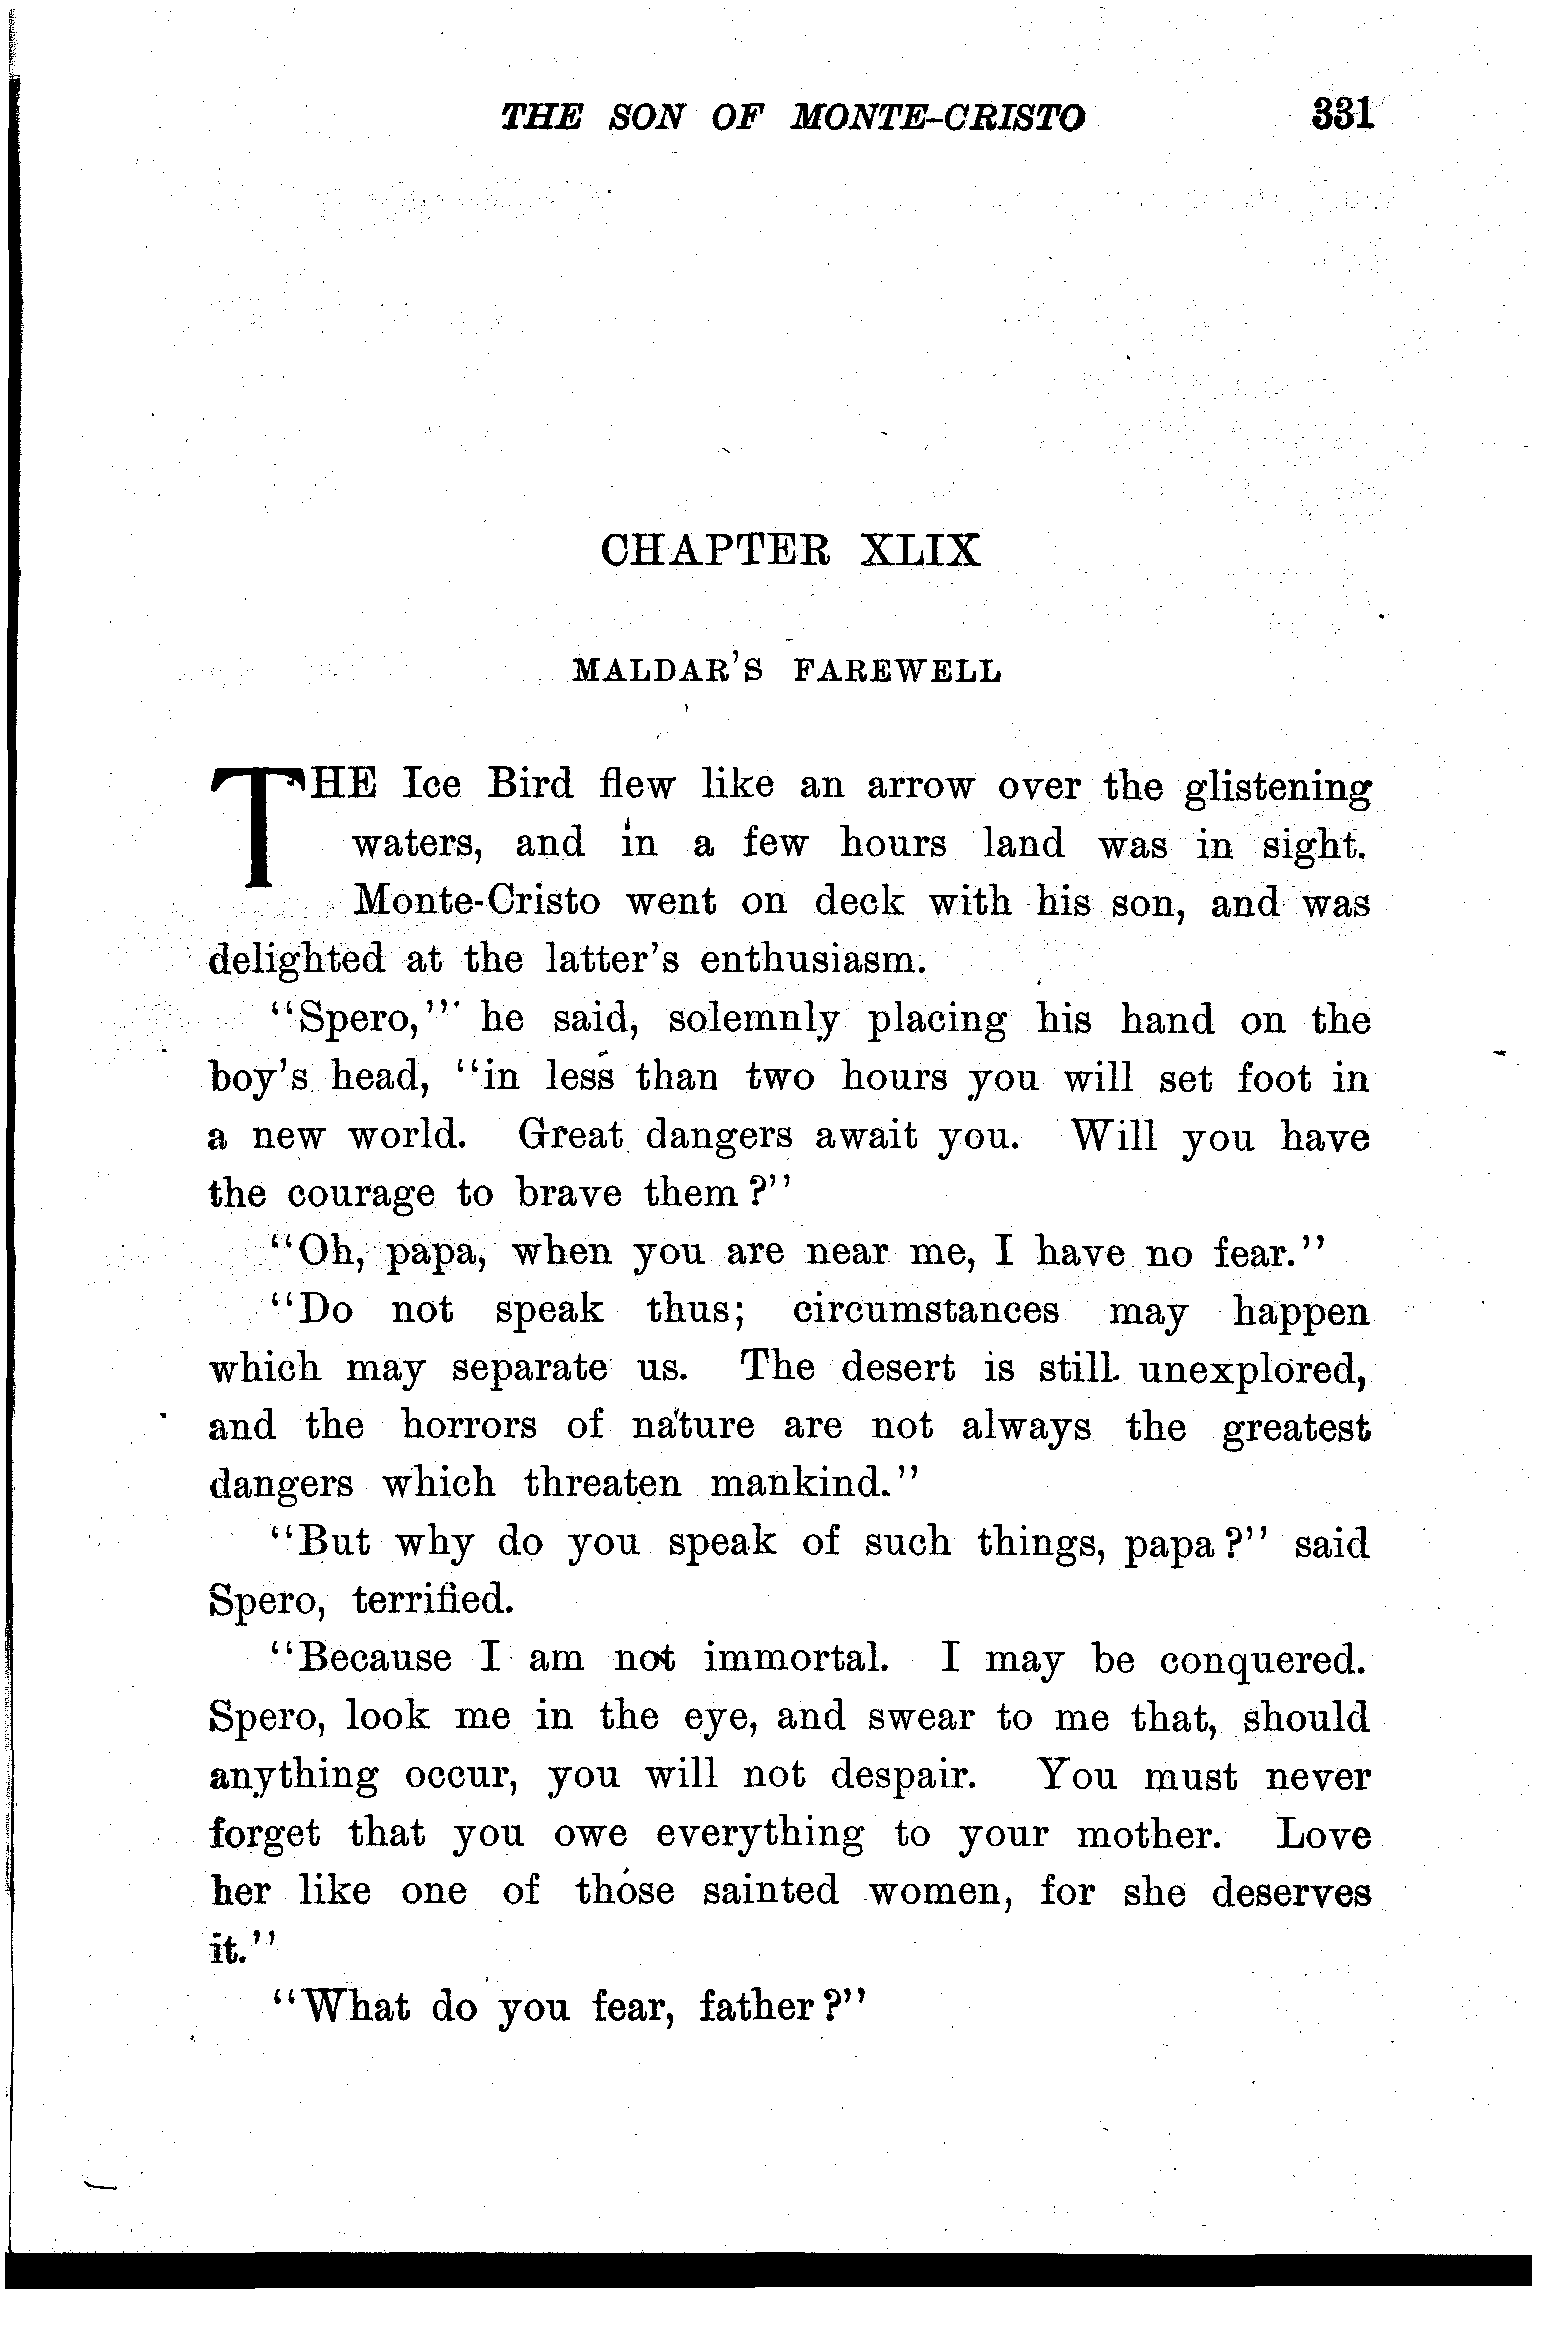 THE SON OF MONTE-CRISTO 331
CHAPTER XLIX
MALDAR'S FAREWELL
THE Ice Bird flew like an arrow over the glistening
waters, and in a few hours land was in sight.
Monte-Cristo went on deck with his son, and was
delighted at the latter's enthusiasm.
"Spero," he said, solemnly placing his hand on the
boy's head, "in less than two hours you will set foot in
a new world. Great dangers await you. Will you have
the courage to brave them?"
"Oh, papa, when you are near me, I have no fear."
"Do not speak thus; circumstances may happen
which may separate us. The desert is still unexplored,
and the horrors of nature are not always the greatest
dangers which threaten mankind."
"But why do you speak of such things, papa?" said
Spero, terrified.
"Because I am not immortal. I may be conquered.
Spero, look me in the eye, and swear to me that, should
anything occur, you will not despair. You must never
forget that you owe everything to your mother. Love
her like one of those sainted women, for she deserves
it."
"What do you fear, father?"